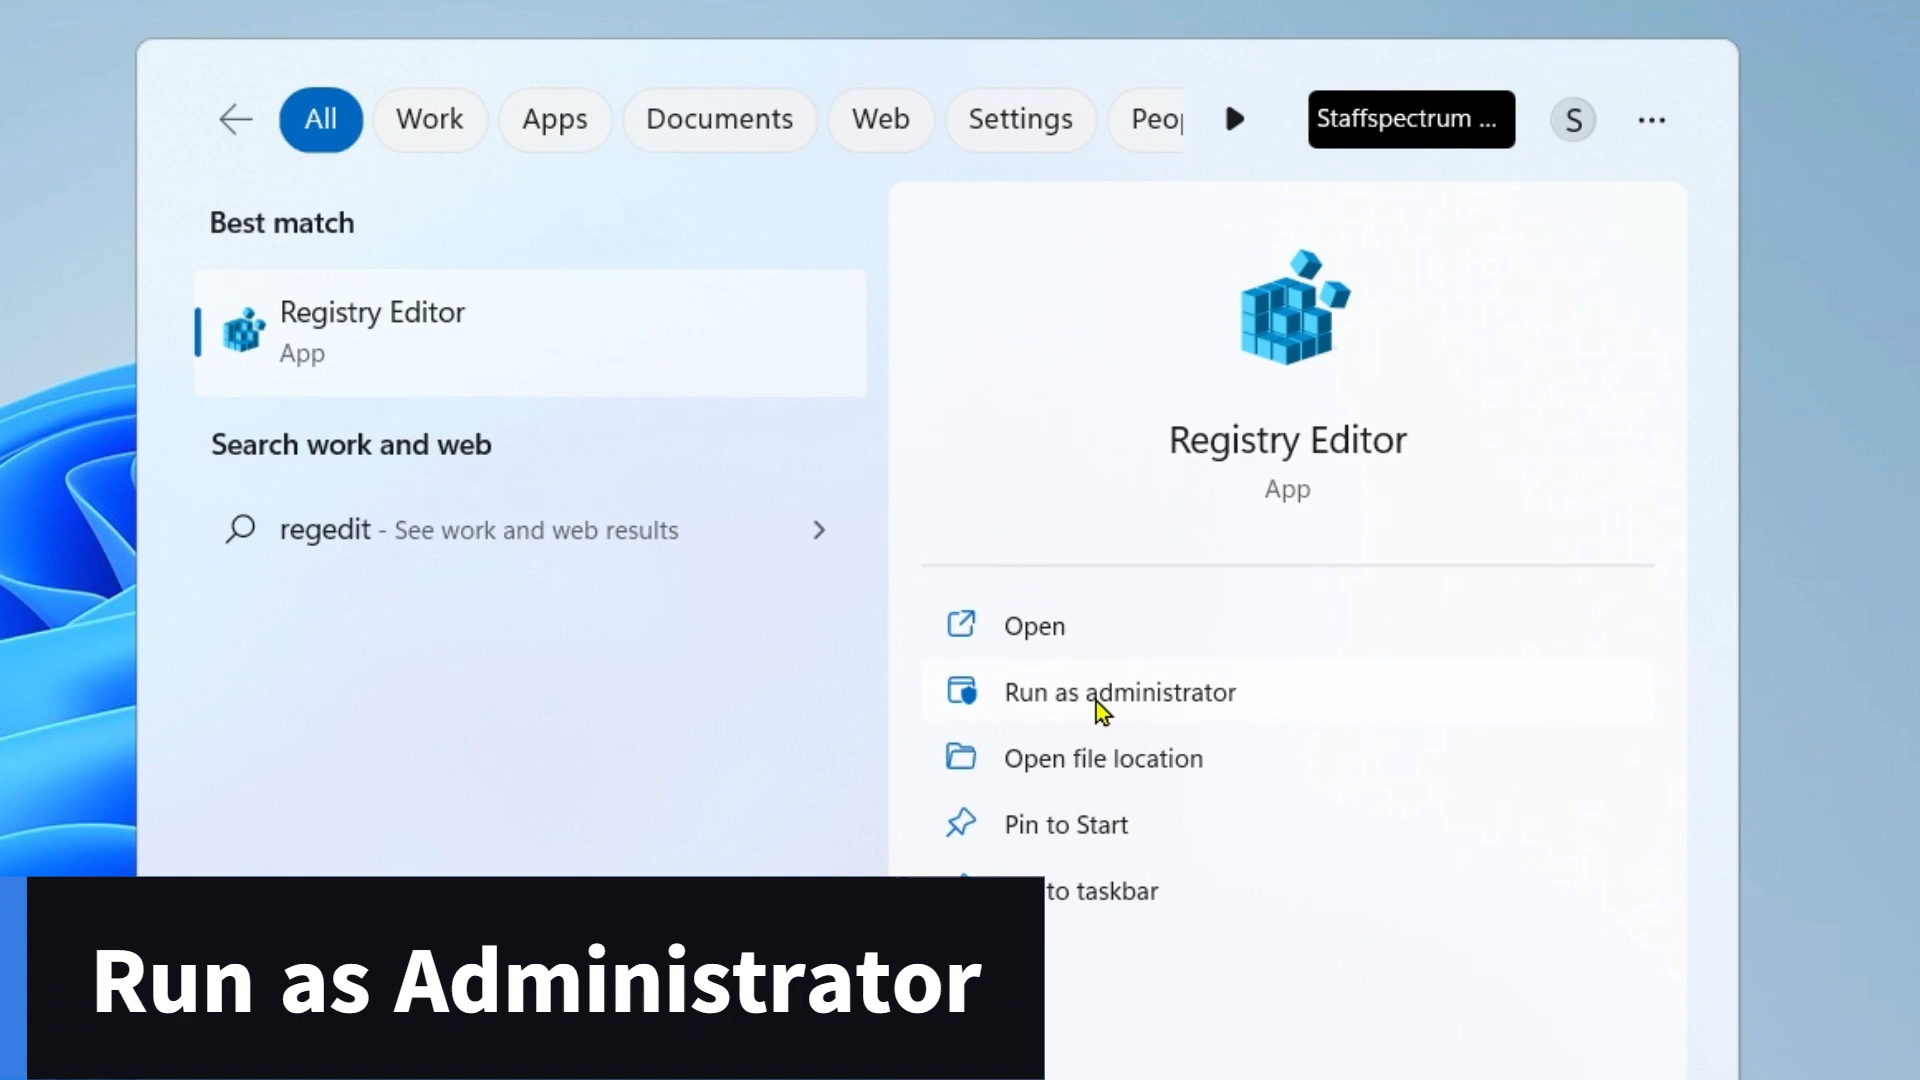 All
Work
Apps
Documents
Web
Settings
Peop
Staffspectrum ...
S
Best match
Registry Editor
App
Search work and web
regedit - See work and web results
Registry Editor
App
Open
Run as administrator
Open file location
Pin to Start
to taskbar
Run as Administrator